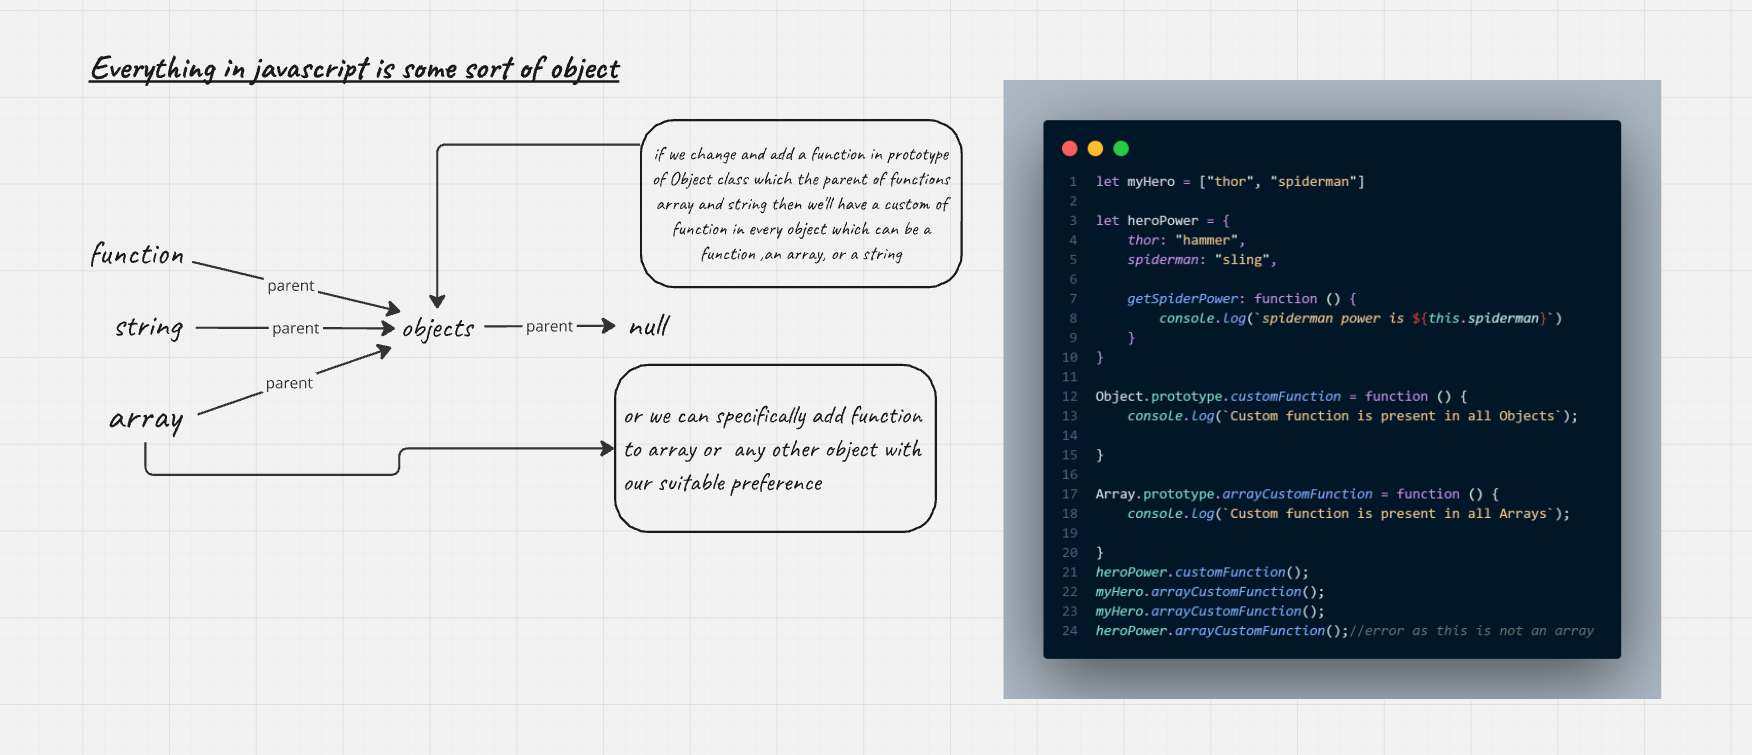 Everything in javascript is some sort of object
if we change and add a function in prototype
of Object class which the parent of functions
array and string then we'll have a custom of
function in every object which can be a
function ,an array, or a string
function
parent
string
parent
objects
parent
null
parent
array
or we can specifically add function
to array or any other object with
our suitable preference
1 let myHero = ["thor", "spiderman"]
2
3 let heroPower = {
4 thor: "hammer",
5 spiderman: "sling",
6
7 getSpiderPower: function () {
8 console.log(`spiderman power is ${this.spiderman}`)
9 }
10 }
11
12 Object.prototype.customFunction = function () {
13 console.log(`Custom function is present in all Objects`);
14
15 }
16
17 Array.prototype.arrayCustomFunction = function () {
18 console.log(`Custom function is present in all Arrays`);
19
20 }
21 heroPower.customFunction();
22 myHero.arrayCustomFunction();
23 myHero.arrayCustomFunction();
24 heroPower.arrayCustomFunction();//error as this is not an array